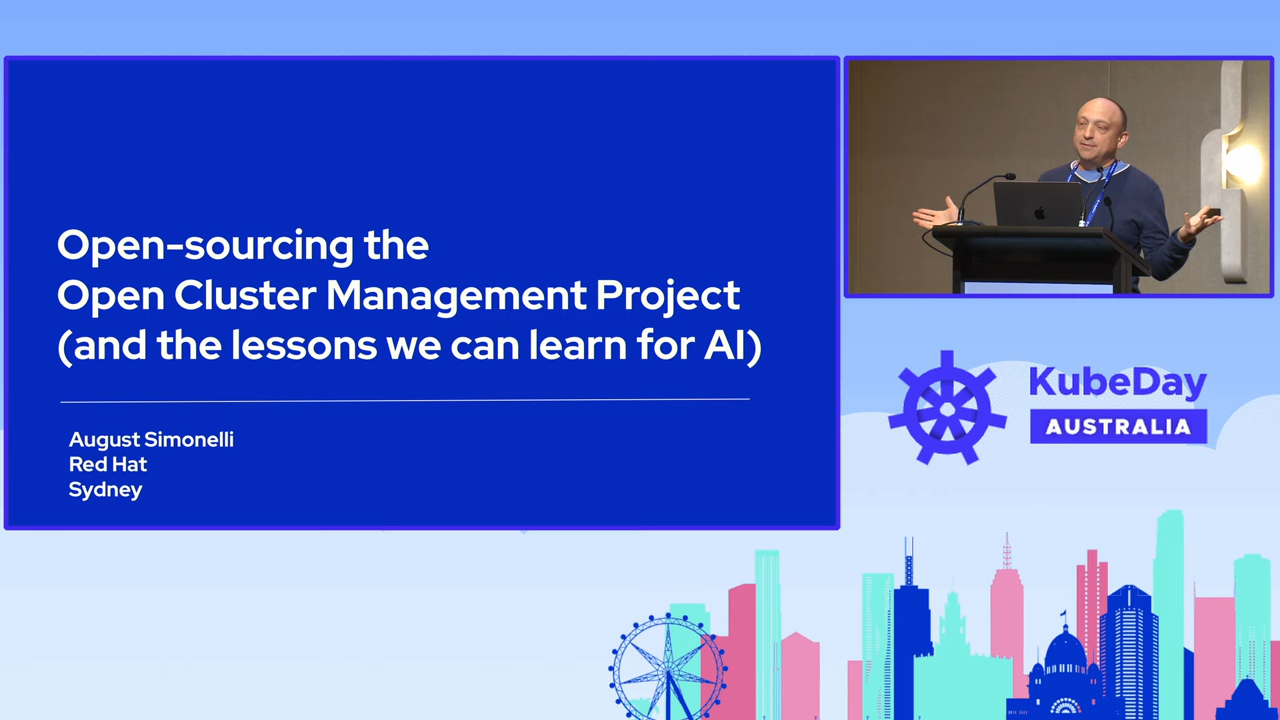 Open-sourcing the
Open Cluster Management Project
(and the lessons we can learn for AI)
August Simonelli
Red Hat
Sydney
KubeDay
AUSTRALIA